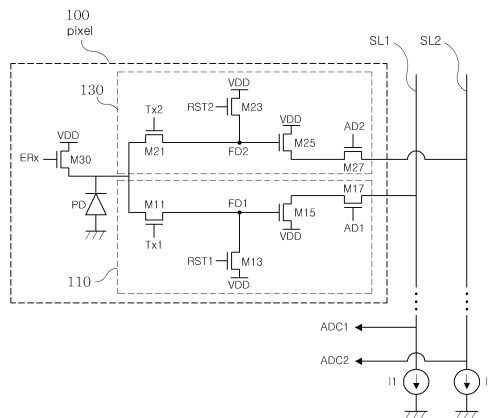 100
pixel
SL1
SL2
130
VDD
RST2
M23
Tx2
VDD
VDD
M25
AD2
ERx
M30
M21
FD2
M27
M17
PD
M11
FD1
M15
AD1
Tx1
VDD
RST1
M13
110
VDD
ADC1
ADC2
I1
I